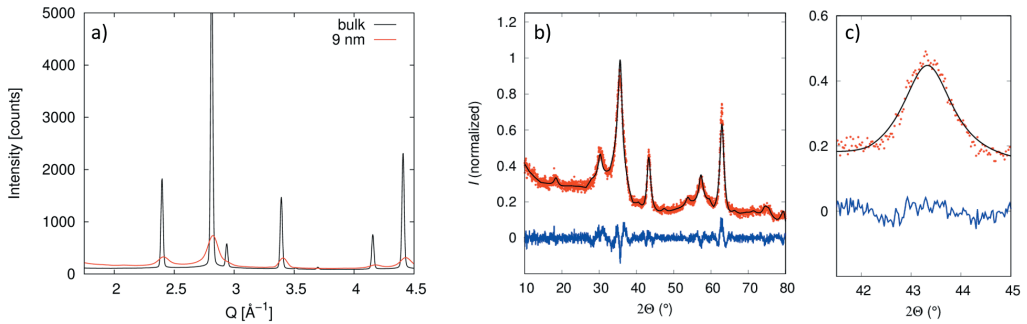 a)
bulk
9 nm
5000
4000
3000
2000
1000
0
Intensity [counts]
2 2.5 3 3.5 4 4.5
Q [Å⁻¹]
b)
1.25
1
0.8
0.6
0.4
0.2
0
I (normalized)
10 20 30 40 50 60 70 80
2Θ (°)
c)
0.6
0.4
0.2
0
42 43 44 45
2Θ (°)